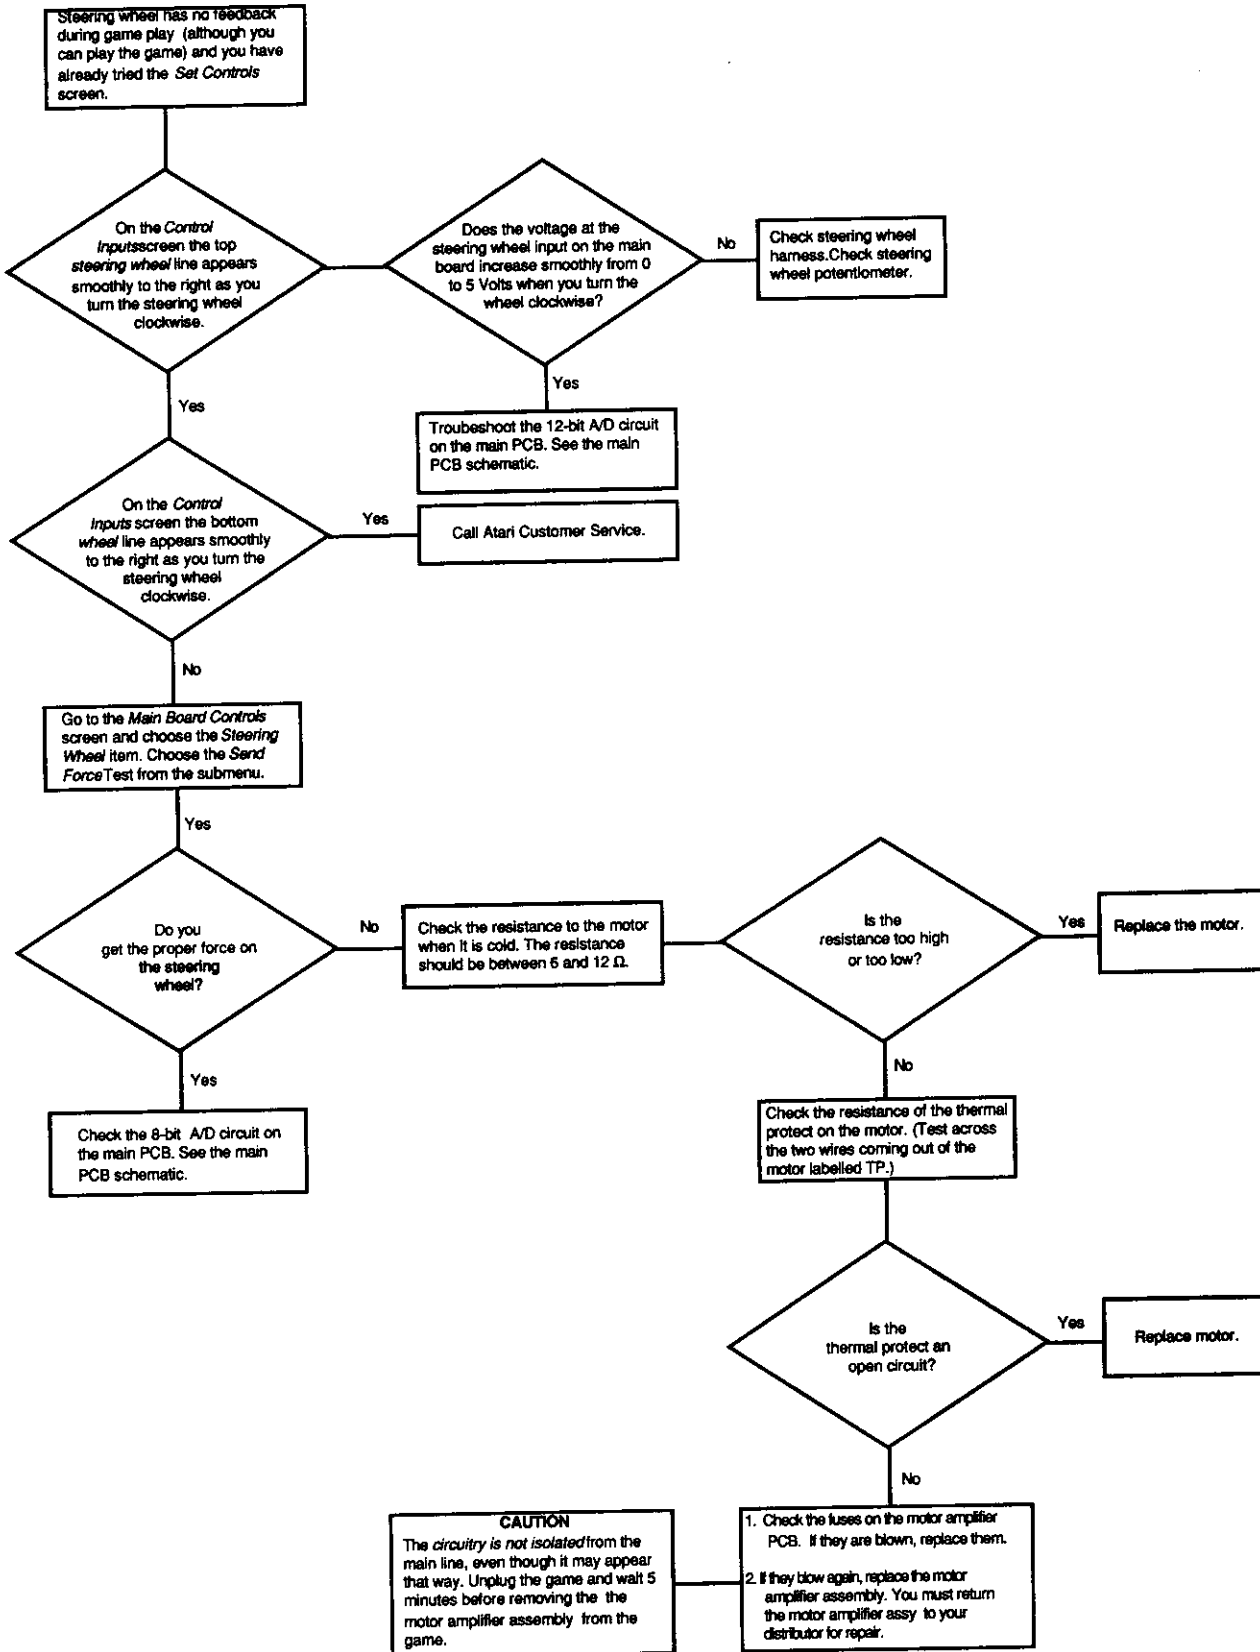 Steering wheel has no feedback
during game play (although you
can play the game) and you have
already tried the Set Controls
screen.
On the Control
Inputsscreen the top
steering wheel line appears
smoothly to the right as you
turn the steering wheel
clockwise.
Does the voltage at the
steering wheel input on the main
board increase smoothly from 0
to 5 Volts when you turn the
wheel clockwise?
No
Check steering wheel
harness.Check steering
wheel potentiometer.
Yes
Yes
Troubeshoot the 12-bit A/D circuit
on the main PCB. See the main
PCB schematic.
On the Control
Inputs screen the bottom
wheel line appears smoothly
to the right as you turn the
steering wheel
clockwise.
Yes
Call Atari Customer Service.
No
Go to the Main Board Controls
screen and choose the Steering
Wheel item. Choose the Send
Force Test from the submenu.
Yes
Do you
get the proper force on
the steering
wheel?
No
Check the resistance to the motor
when it is cold. The resistance
should be between 6 and 12 Ω.
Is the
resistance too high
or too low?
Yes
Replace the motor.
Yes
No
Check the 8-bit A/D circuit on
the main PCB. See the main
PCB schematic.
Check the resistance of the thermal
protect on the motor. (Test across
the two wires coming out of the
motor labelled TP.)
Is the
thermal protect an
open circuit?
Yes
Replace motor.
No
CAUTION
The circuitry is not isolated from the
main line, even though it may appear
that way. Unplug the game and wait 5
minutes before removing the the
motor amplifier assembly from the
game.
1. Check the fuses on the motor amplifier
PCB. If they are blown, replace them.
2. If they blow again, replace the motor
amplifier assembly. You must return
the motor amplifier assy to your
distributor for repair.